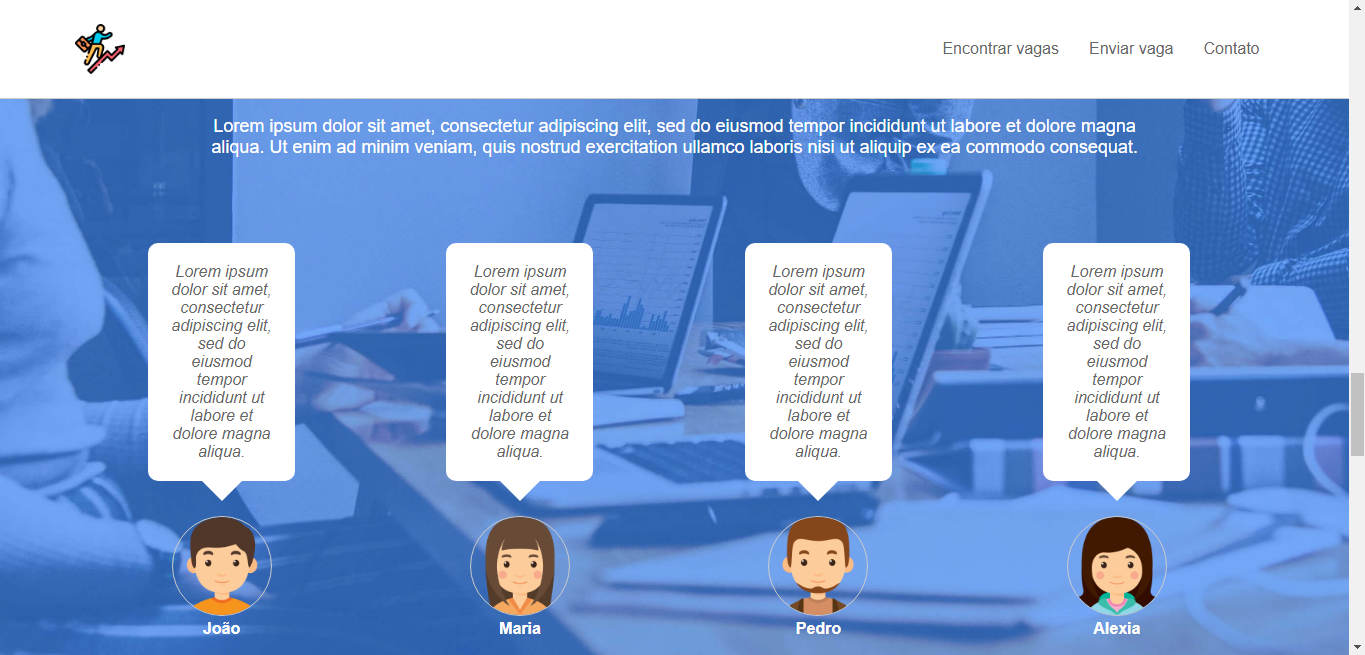 Encontrar vagas Enviar vaga Contato
Lorem ipsum dolor sit amet, consectetur adipiscing elit, sed do eiusmod tempor incididunt ut labore et dolore magna
aliqua. Ut enim ad minim veniam, quis nostrud exercitation ullamco laboris nisi ut aliquip ex ea commodo consequat.
Lorem ipsum
dolor sit amet,
consectetur
adipiscing elit,
sed do
eiusmod
tempor
incididunt ut
labore et
dolore magna
aliqua.
João
Lorem ipsum
dolor sit amet,
consectetur
adipiscing elit,
sed do
eiusmod
tempor
incididunt ut
labore et
dolore magna
aliqua.
Maria
Lorem ipsum
dolor sit amet,
consectetur
adipiscing elit,
sed do
eiusmod
tempor
incididunt ut
labore et
dolore magna
aliqua.
Pedro
Lorem ipsum
dolor sit amet,
consectetur
adipiscing elit,
sed do
eiusmod
tempor
incididunt ut
labore et
dolore magna
aliqua.
Alexia